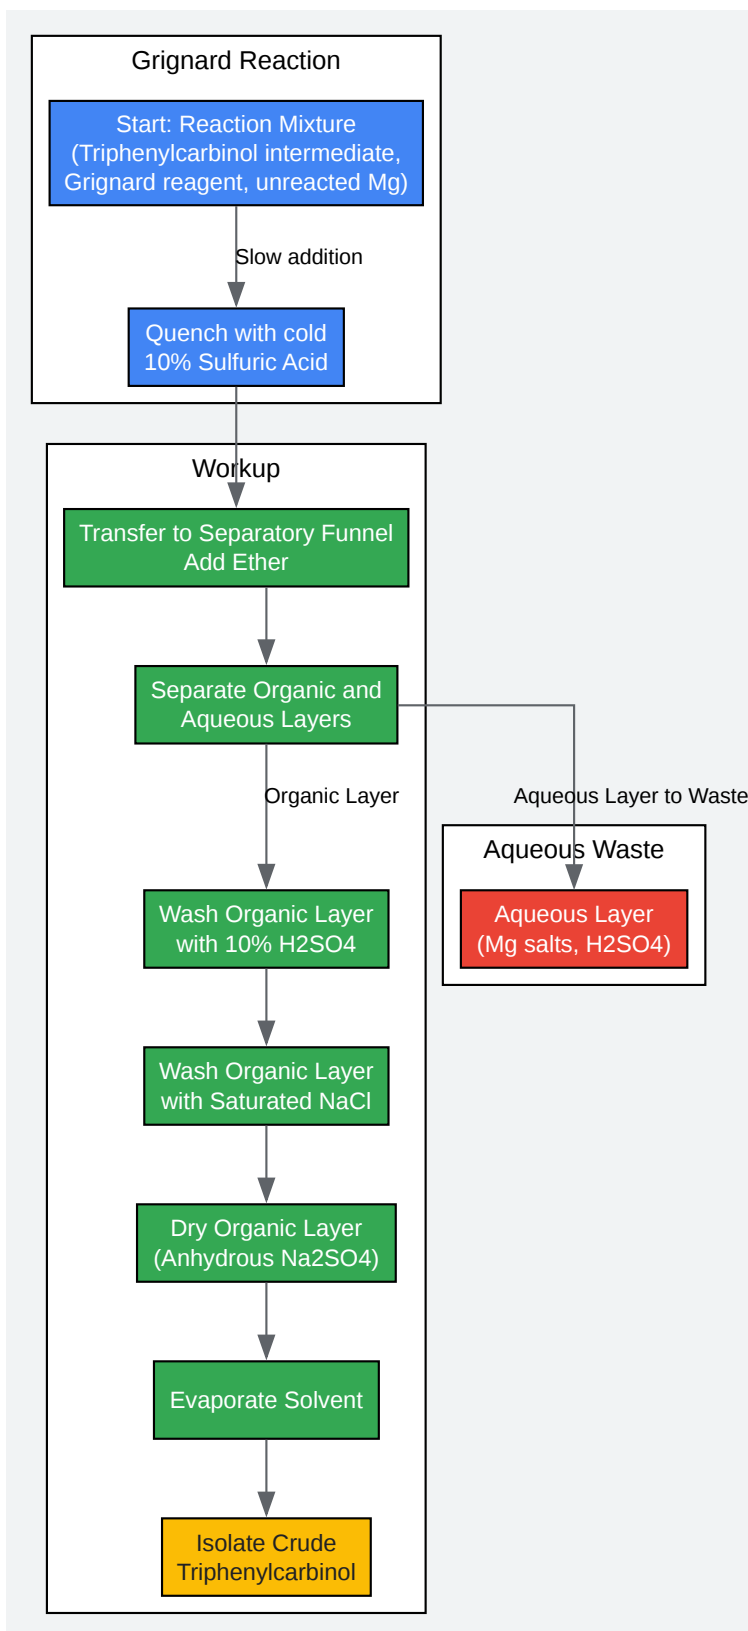 Grignard Reaction
Start: Reaction Mixture
(Triphenylcarbinol intermediate,
Grignard reagent, unreacted Mg)
Slow addition
Quench with cold
10% Sulfuric Acid
Workup
Transfer to Separatory Funnel
Add Ether
Separate Organic and
Aqueous Layers
Organic Layer
Aqueous Layer to Waste
Aqueous Waste
Aqueous Layer
(Mg salts, H2SO4)
Wash Organic Layer
with 10% H2SO4
Wash Organic Layer
with Saturated NaCl
Dry Organic Layer
(Anhydrous Na2SO4)
Evaporate Solvent
Isolate Crude
Triphenylcarbinol